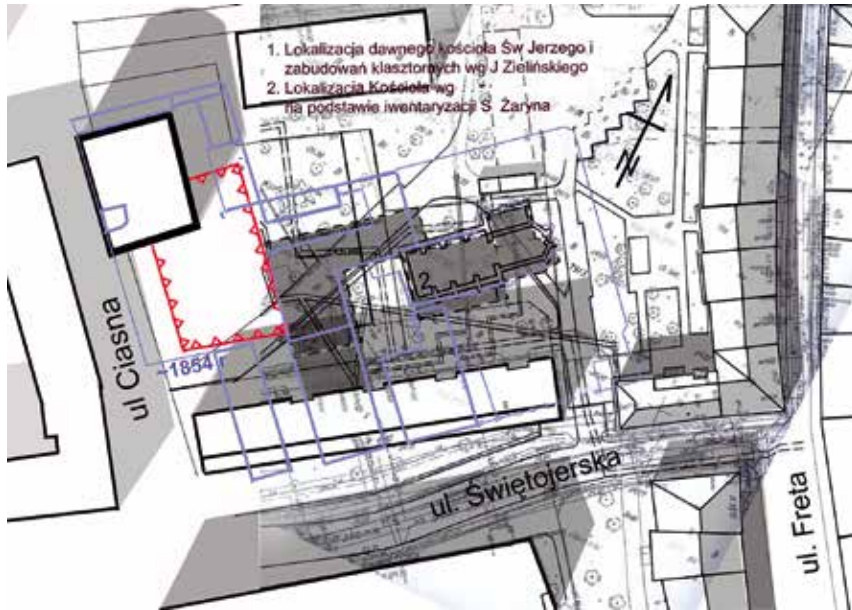 1. Lokalizacja dawnego kościoła Św Jerzego i
zabudowań klasztornych wg J Zielińskiego
2. Lokalizacja Kościoła wg
na podstawie iwentaryzacji S. Żaryna
N
2
ul Ciasna
~1854 r
ul. Świętojerska
ul. Freta